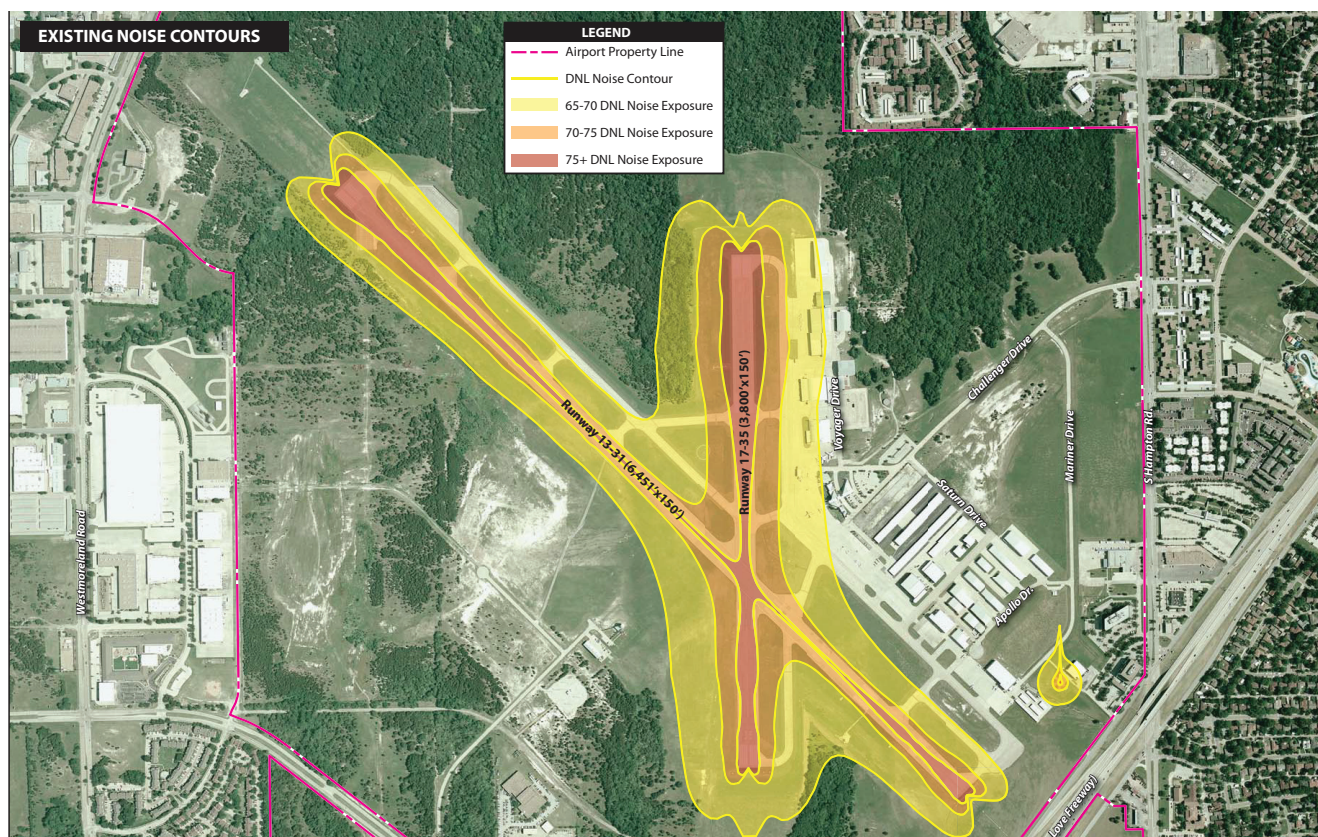 EXISTING NOISE CONTOURS
LEGEND
Airport Property Line
DNL Noise Contour
65-70 DNL Noise Exposure
70-75 DNL Noise Exposure
75+ DNL Noise Exposure
Runway 13-31 (6,451'x150')
Runway 17-35 (3,800'x150')
Voyager Drive
Challenger Drive
Mariner Drive
S Hampton Rd.
Saturn Drive
Apollo Dr.
Westmoreland Road
Love Freeway)